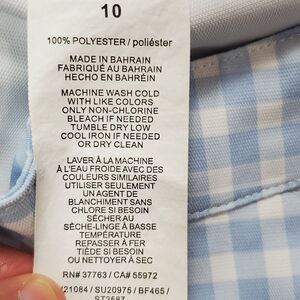 10
100% POLYESTER / poliéster
MADE IN BAHRAIN
FABRIQUÉ AU BAHRAIN
HECHO EN BAHRÉIN
MACHINE WASH COLD
WITH LIKE COLORS
ONLY NON-CHLORINE
BLEACH IF NEEDED
TUMBLE DRY LOW
COOL IRON IF NEEDED
OR DRY CLEAN
LAVER À LA MACHINE
À L'EAU FROIDE AVEC DES
COULEURS SIMILAIRES
UTILISER SEULEMENT
UN AGENT DE
BLANCHIMENT SANS
CHLORE SI BESOIN
SÉCHER AU
SÈCHE-LINGE À BASSE
TEMPÉRATURE
REPASSER À FER
TIÈDE SI BESOIN
OU NETTOYER À SEC
RN# 37763 / CA# 55972
21084 / SU20975 / BF465 /
ST2587